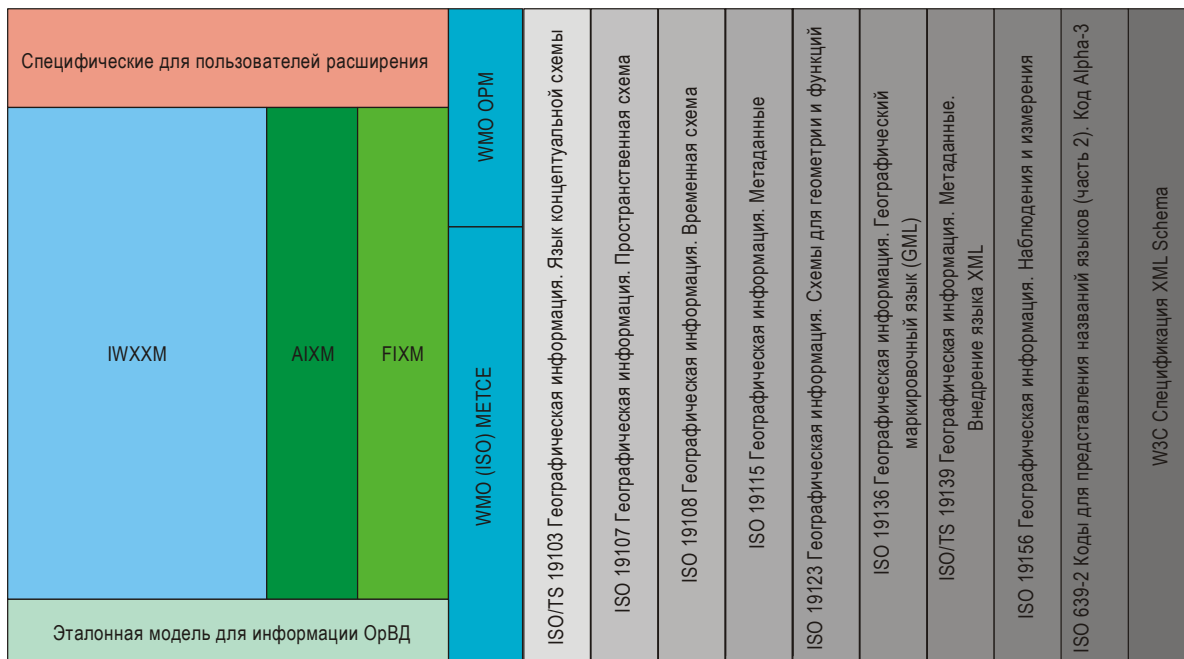 Специфические для пользователей расширения
IWXXM
AIXM
FIXM
Эталонная модель для информации ОрВД
WMO OPM
WMO (ISO) METCE
ISO/TS 19103 Географическая информация. Язык концептуальной схемы
ISO 19107 Географическая информация. Пространственная схема
ISO 19108 Географическая информация. Временная схема
ISO 19115 Географическая информация. Метаданные
ISO 19123 Географическая информация. Схемы для геометрии и функций
ISO 19136 Географическая информация. Географический
маркировочный язык (GML)
ISO/TS 19139 Географическая информация. Метаданные.
Внедрение языка XML
ISO 19156 Географическая информация. Наблюдения и измерения
ISO 639-2 Коды для представления названий языков (часть 2). Код Alpha-3
W3C Спецификация XML Schema